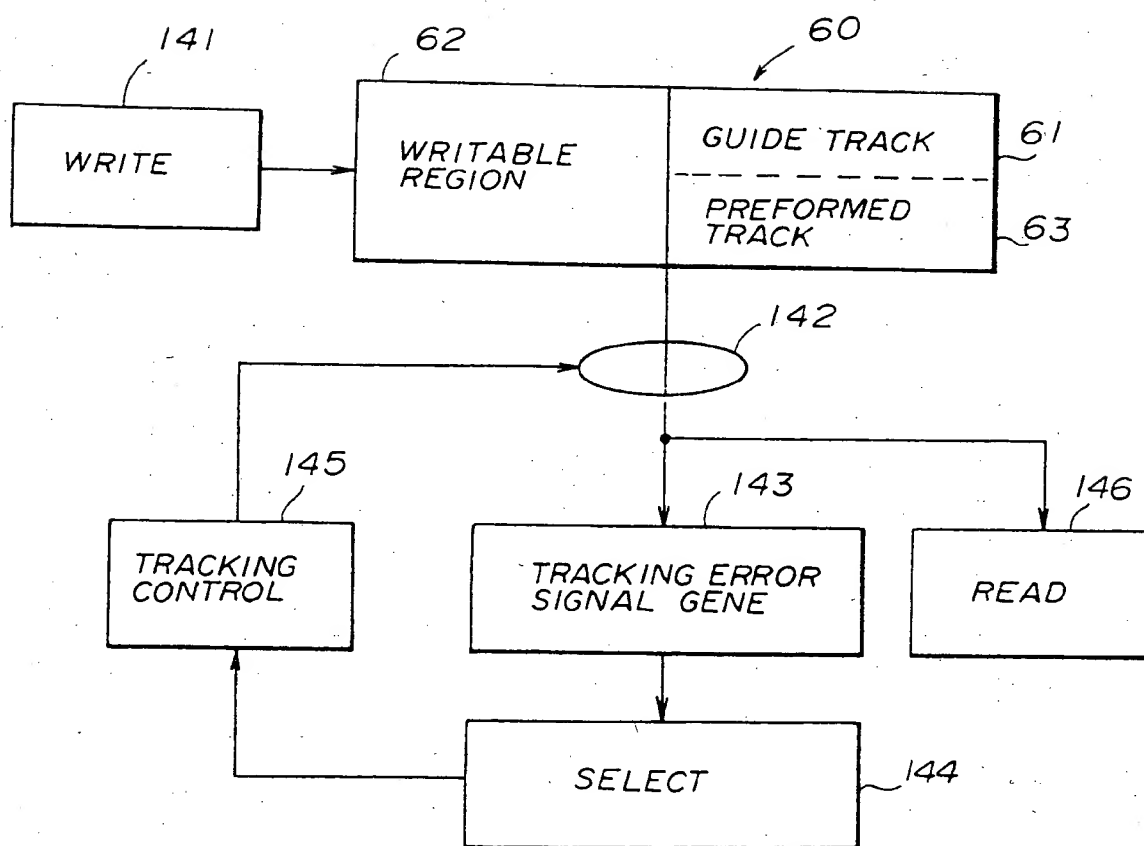 141
62
60
WRITE
WRITABLE
REGION
GUIDE TRACK
61
PREFORMED
TRACK
63
142
145
143
146
TRACKING
CONTROL
TRACKING ERROR
SIGNAL GENE
READ
SELECT
144